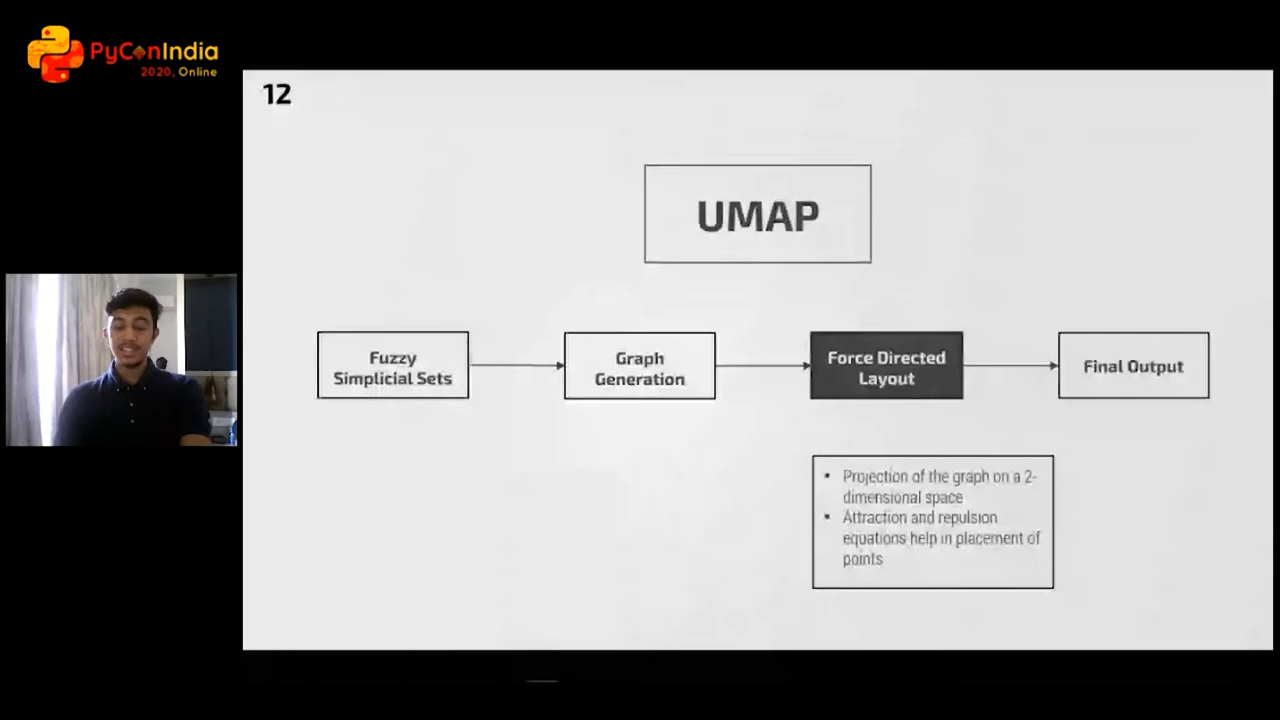 PyConIndia
2020, Online
12
UMAP
Fuzzy
Simplicial Sets
Graph
Generation
Force Directed
Layout
Final Output
• Projection of the graph on a 2-
dimensional space
• Attraction and repulsion
equations help in placement of
points